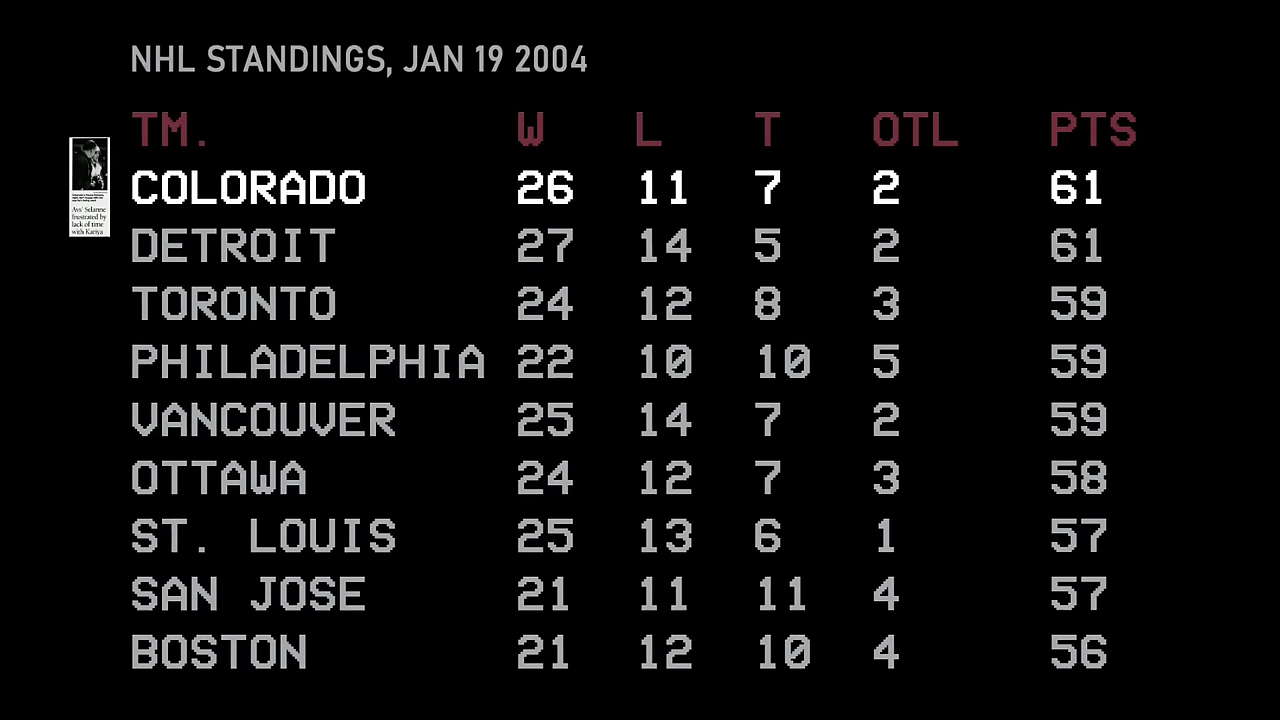 NHL STANDINGS, JAN 19 2004
TM. W L T OTL PTS
COLORADO 26 11 7 2 61
DETROIT 27 14 5 2 61
TORONTO 24 12 8 3 59
PHILADELPHIA 22 10 10 5 59
VANCOUVER 25 14 7 2 59
OTTAWA 24 12 7 3 58
ST. LOUIS 25 13 6 1 57
SAN JOSE 21 11 11 4 57
BOSTON 21 12 10 4 56
Avs' Selanne
frustrated by
lack of time
with Kariya